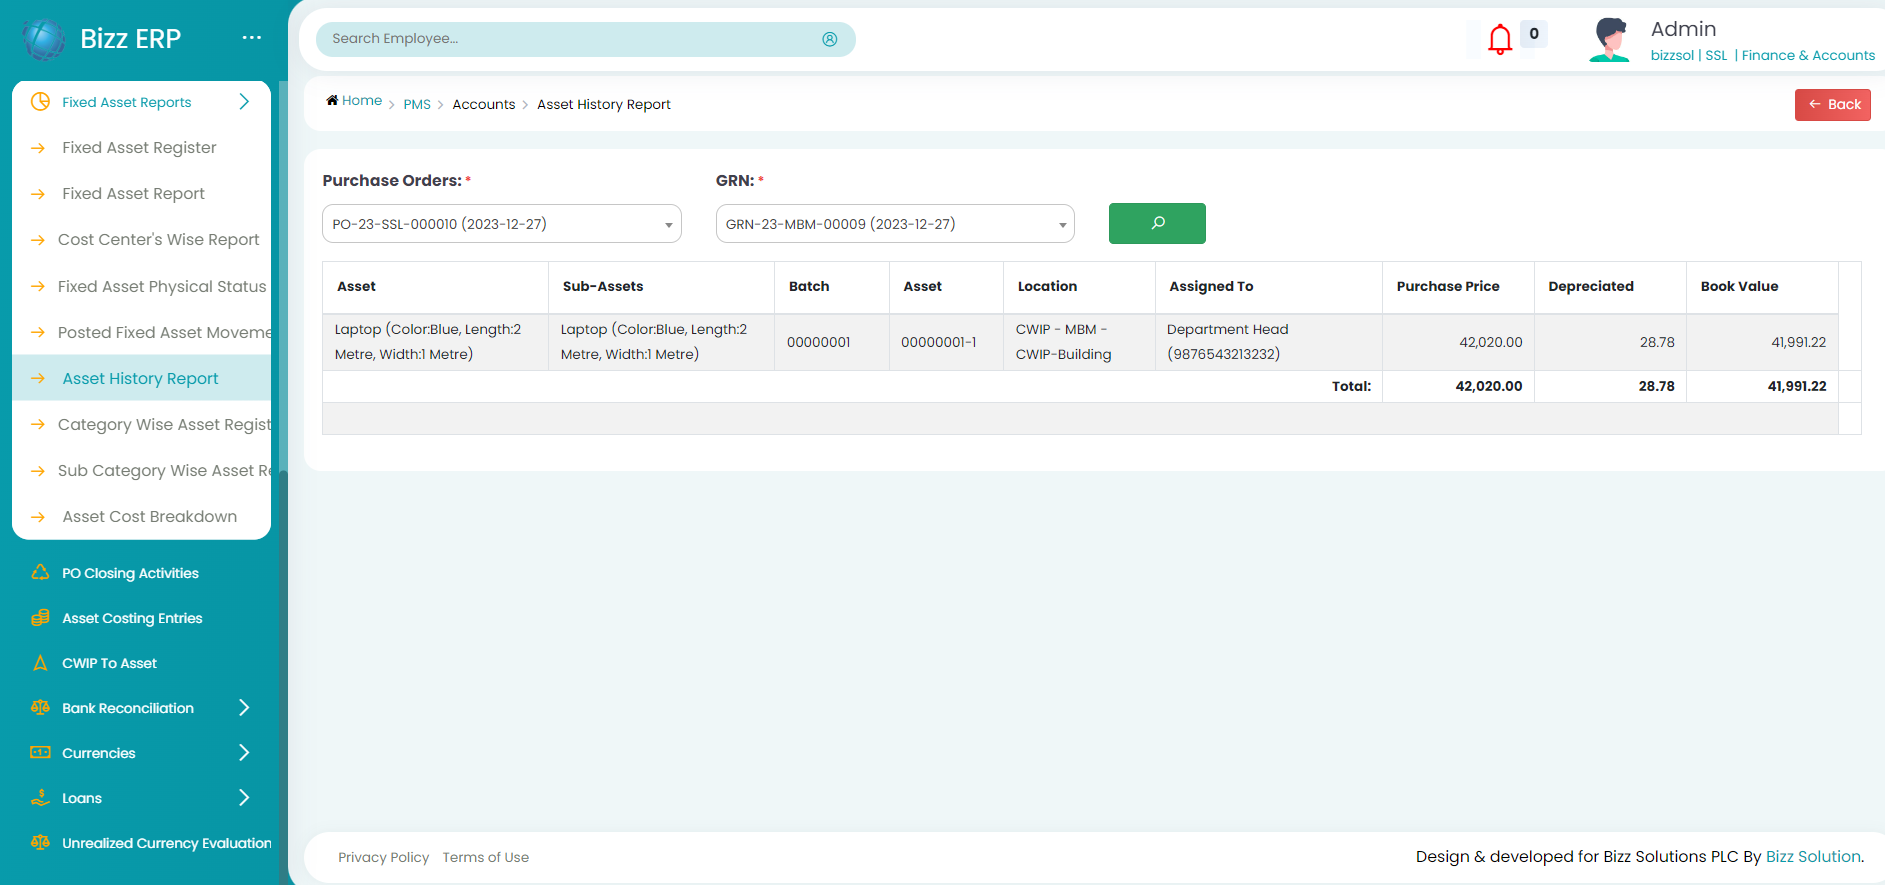 Bizz ERP
...
Fixed Asset Reports
Fixed Asset Register
Fixed Asset Report
Cost Center's Wise Report
Fixed Asset Physical Status
Posted Fixed Asset Moveme
Asset History Report
Category Wise Asset Regist
Sub Category Wise Asset Re
Asset Cost Breakdown
PO Closing Activities
Asset Costing Entries
CWIP To Asset
Bank Reconciliation
Currencies
Loans
Unrealized Currency Evaluation
Search Employee...
0
Admin
bizzsol | SSL | Finance & Accounts
Home > PMS > Accounts > Asset History Report
← Back
Purchase Orders: * GRN: *
PO-23-SSL-000010 (2023-12-27) GRN-23-MBM-00009 (2023-12-27)
Asset Sub-Assets Batch Asset Location Assigned To Purchase Price Depreciated Book Value
Laptop (Color:Blue, Length:2 Metre, Width:1 Metre) Laptop (Color:Blue, Length:2 Metre, Width:1 Metre) 00000001 00000001-1 CWIP - MBM - CWIP-Building Department Head (9876543213232) 42,020.00 28.78 41,991.22
Total: 42,020.00 28.78 41,991.22
Privacy Policy Terms of Use
Design & developed for Bizz Solutions PLC By Bizz Solution.